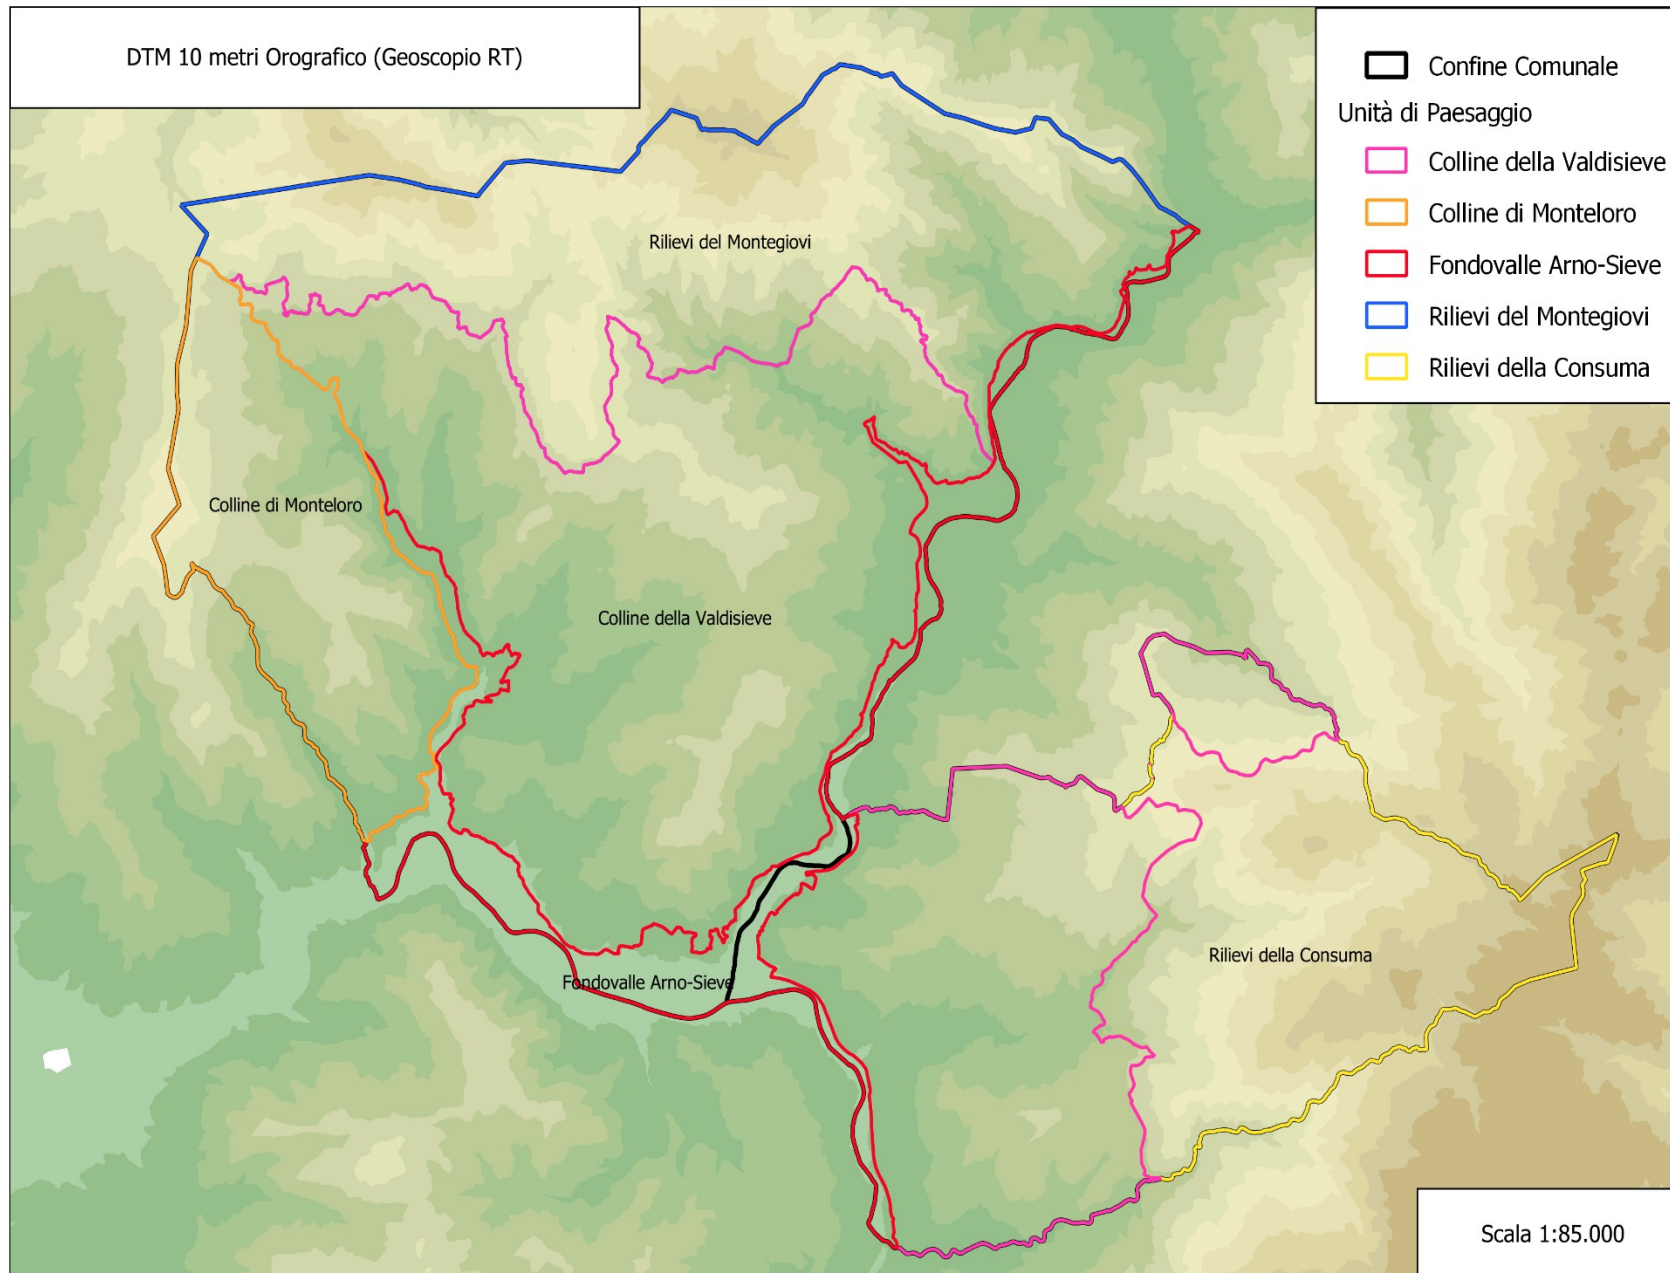 DTM 10 metri Orografico (Geoscopio RT)
Confine Comunale
Unità di Paesaggio
Colline della Valdisieve
Colline di Monteloro
Fondovalle Arno-Sieve
Rilievi del Montegiovi
Rilievi della Consuma
Rilievi del Montegiovi
Colline di Monteloro
Colline della Valdisieve
Rilievi della Consuma
Fondovalle Arno-Sieve
Scala 1:85.000